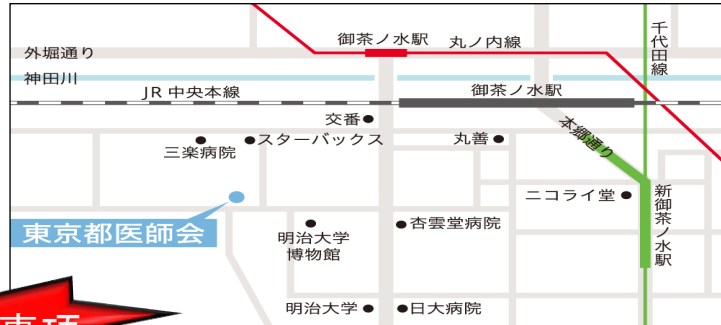 御茶ノ水駅
丸ノ内線
千代田線
外堀通り
神田川
JR 中央本線
御茶ノ水駅
交番
本郷通り
三楽病院
スターバックス
丸善
ニコライ堂
新御茶ノ水駅
東京都医師会
明治大学
博物館
杏雲堂病院
明治大学
日大病院
事項